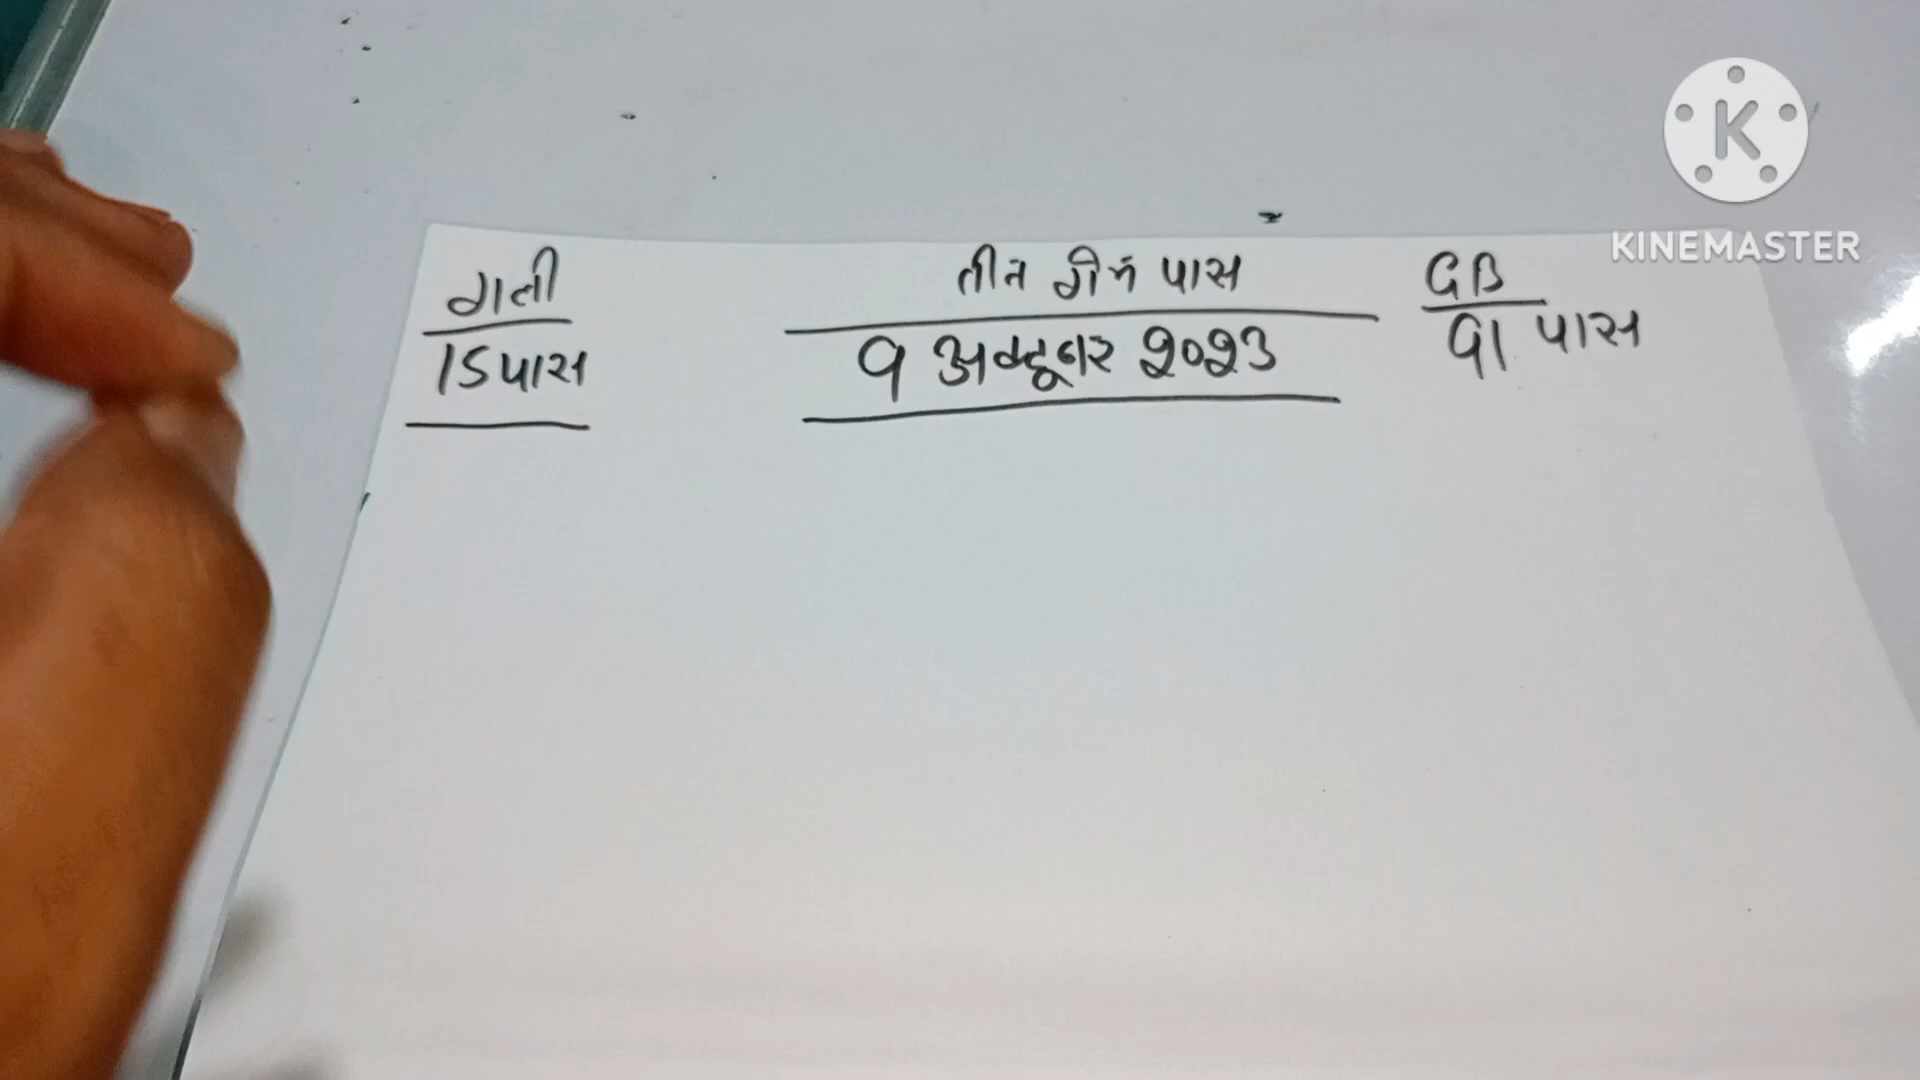 गली
15 पास
तीन गेम पास
9 अक्टूबर 2023
GB
91 पास
K
KINEMASTER